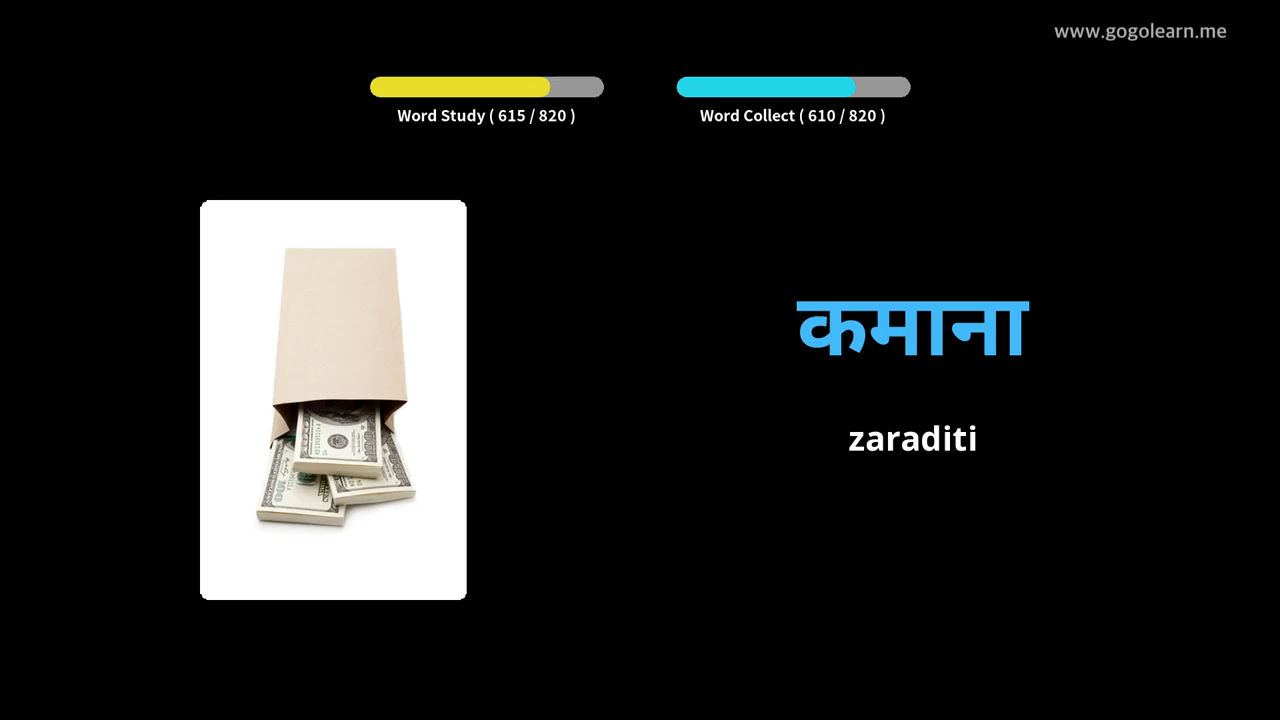 www.gogolearn.me
Word Study ( 615 / 820 )
Word Collect ( 610 / 820 )
कमाना
zaraditi